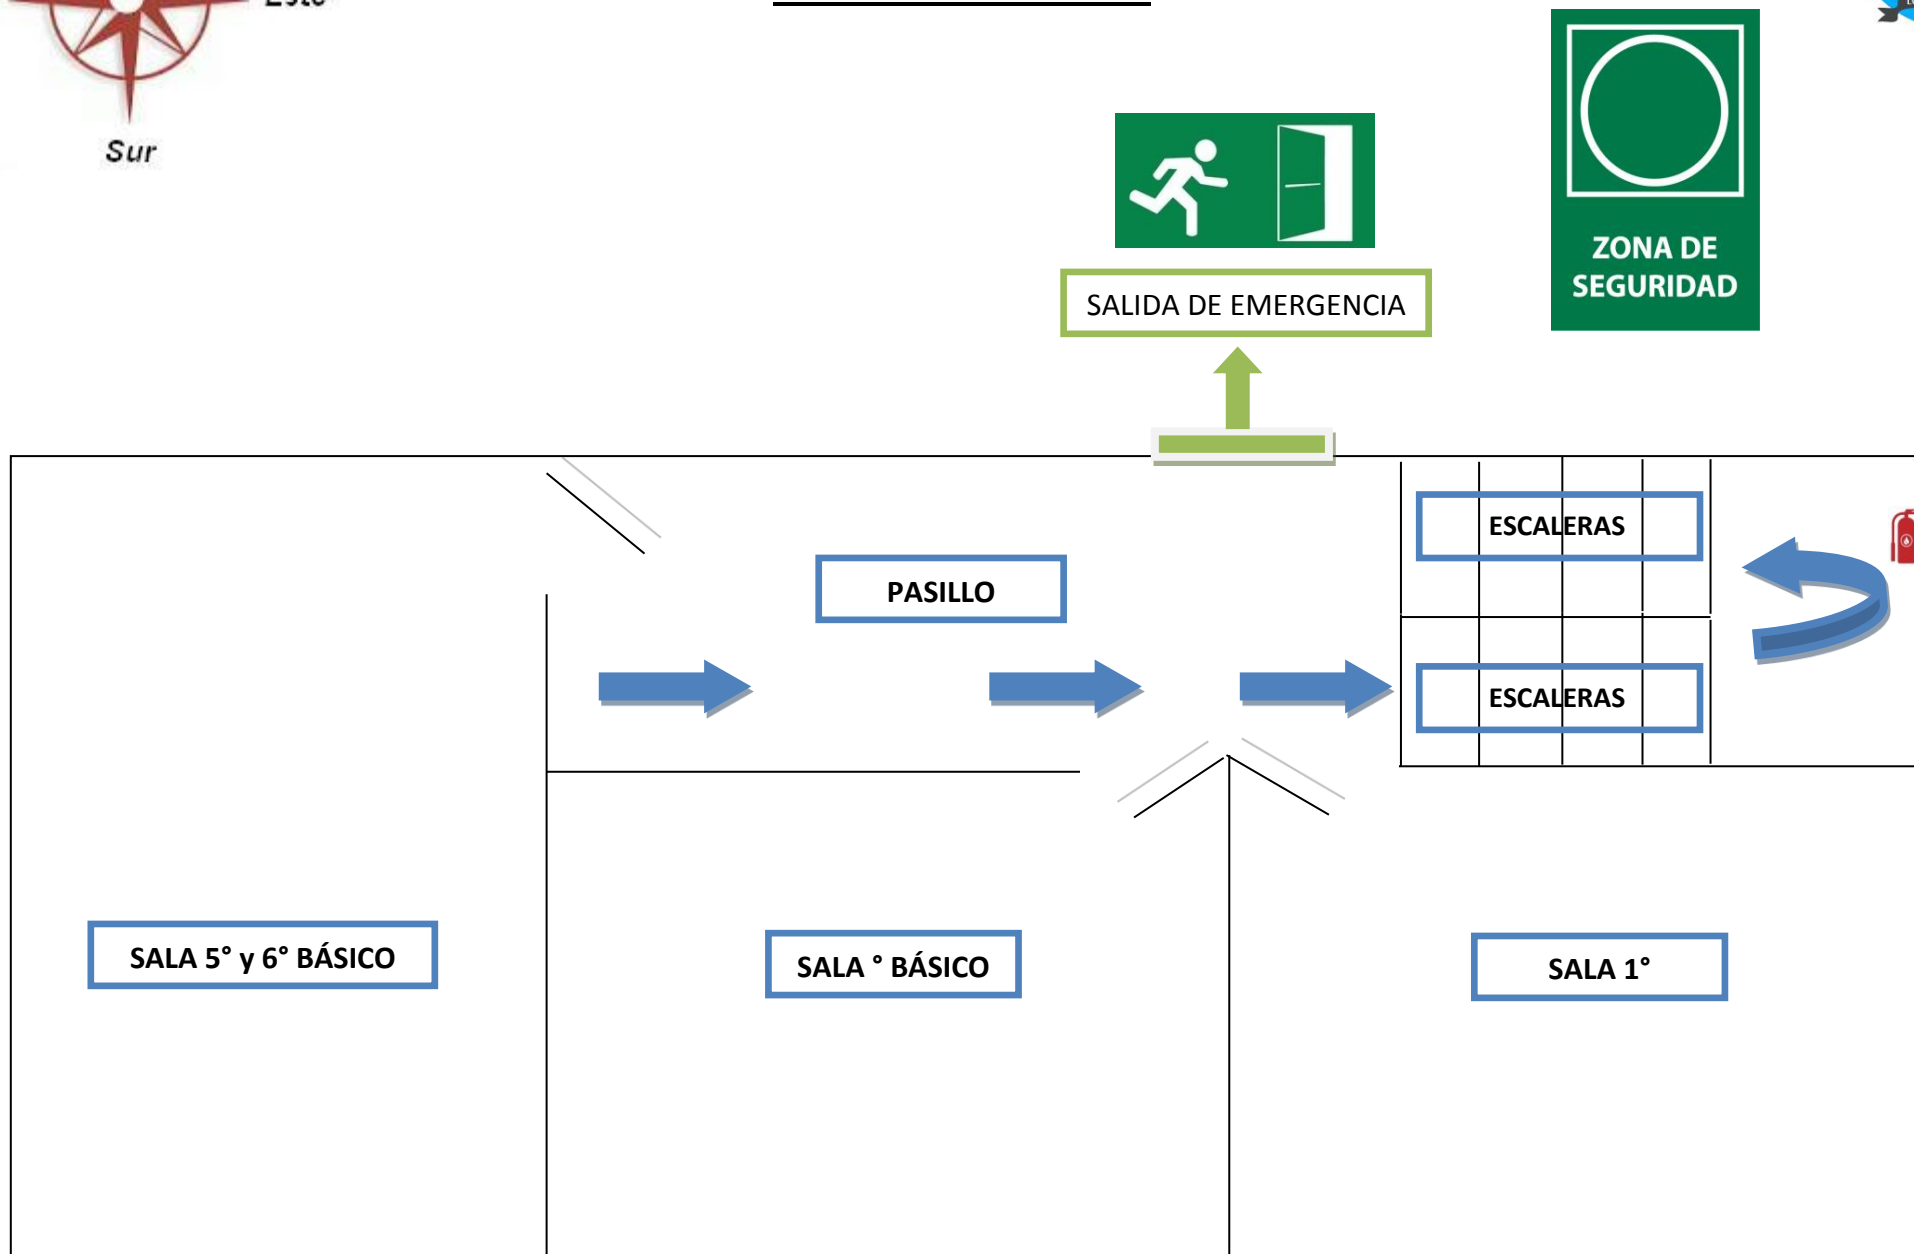 Sur
ZONA DE
SEGURIDAD
SALIDA DE EMERGENCIA
ESCALERAS
PASILLO
ESCALERAS
SALA 5° y 6° BÁSICO
SALA ° BÁSICO
SALA 1°